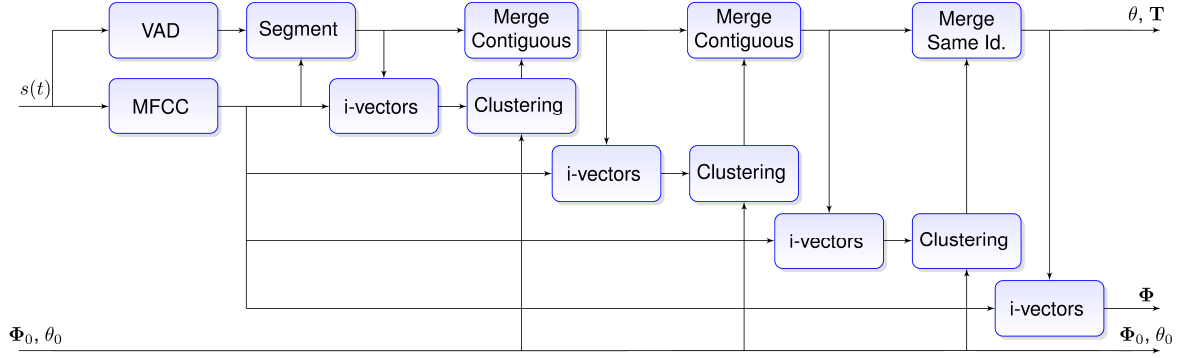 VAD
Segment
Merge
Contiguous
Merge
Contiguous
Merge
Same Id.
θ, T
s(t)
MFCC
i-vectors
Clustering
i-vectors
Clustering
i-vectors
Clustering
i-vectors
Φ
Φ₀, θ₀
Φ₀, θ₀